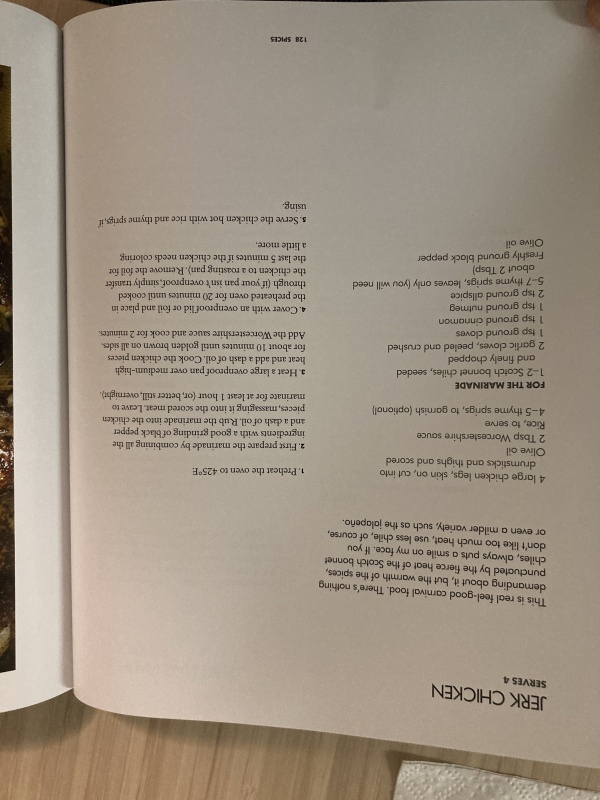 JERK CHICKEN
SERVES 4
This is real feel-good carnival food. There's nothing
demanding about it, but the warmth of the spices,
punctuated by the fierce heat of the Scotch bonnet
chiles, always puts a smile on my face. If you
don't like too much heat, use less chile, of course,
or even a milder variety, such as the jalapeño.
4 large chicken legs, skin on, cut into
drumsticks and thighs and scored
Olive oil
2 Tbsp Worcestershire sauce
Rice, to serve
4–5 thyme sprigs, to garnish (optional)
FOR THE MARINADE
1–2 Scotch bonnet chiles, seeded
and finely chopped
2 garlic cloves, peeled and crushed
1 tsp ground cloves
1 tsp ground cinnamon
1 tsp ground nutmeg
2 tsp ground allspice
5–7 thyme sprigs, leaves only (you will need
about 2 Tbsp)
Freshly ground black pepper
Olive oil
1. Preheat the oven to 425°F.
2. First prepare the marinade by combining all the
ingredients with a good grinding of black pepper
and a dash of oil. Rub the marinade into the chicken
pieces, massaging it into the scored meat. Leave to
marinate for at least 1 hour (or, better still, overnight).
3. Heat a large ovenproof pan over medium-high
heat and add a dash of oil. Cook the chicken pieces
for about 10 minutes until golden brown on all sides.
Add the Worcestershire sauce and cook for 2 minutes.
4. Cover with an ovenproof lid or foil and place in
the preheated oven for 20 minutes until cooked
through (if your pan isn't ovenproof, simply transfer
the chicken to a roasting pan). Remove the foil for
the last 5 minutes if the chicken needs coloring
a little more.
5. Serve the chicken hot with rice and thyme sprigs, if
using.
128 SPICES